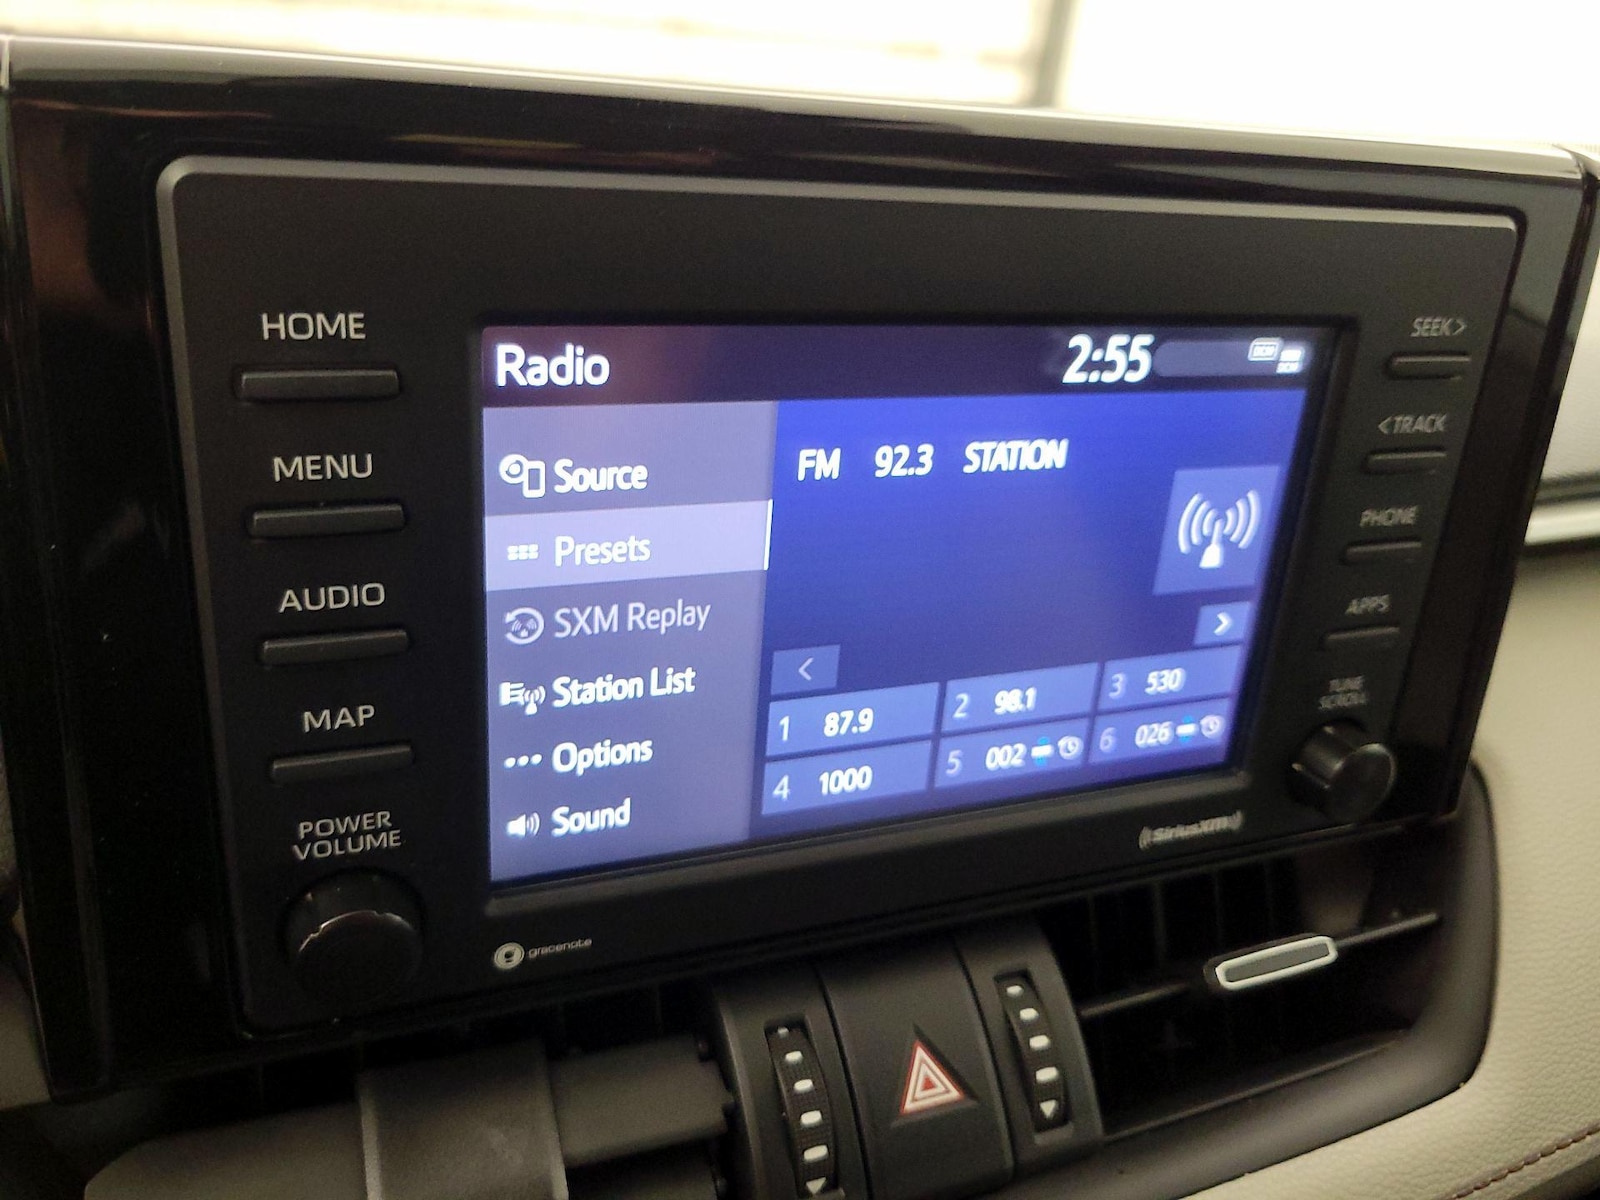 HOME
MENU
AUDIO
MAP
POWER
VOLUME
Radio
2:55
Source
Presets
SXM Replay
Station List
Options
Sound
FM 92.3 STATION
1 87.9
2 98.1
3 530
4 1000
5 002
6 026
SEEK >
< TRACK
PHONE
APPS
TUNE
SCROLL
gracenote
SiriusXM